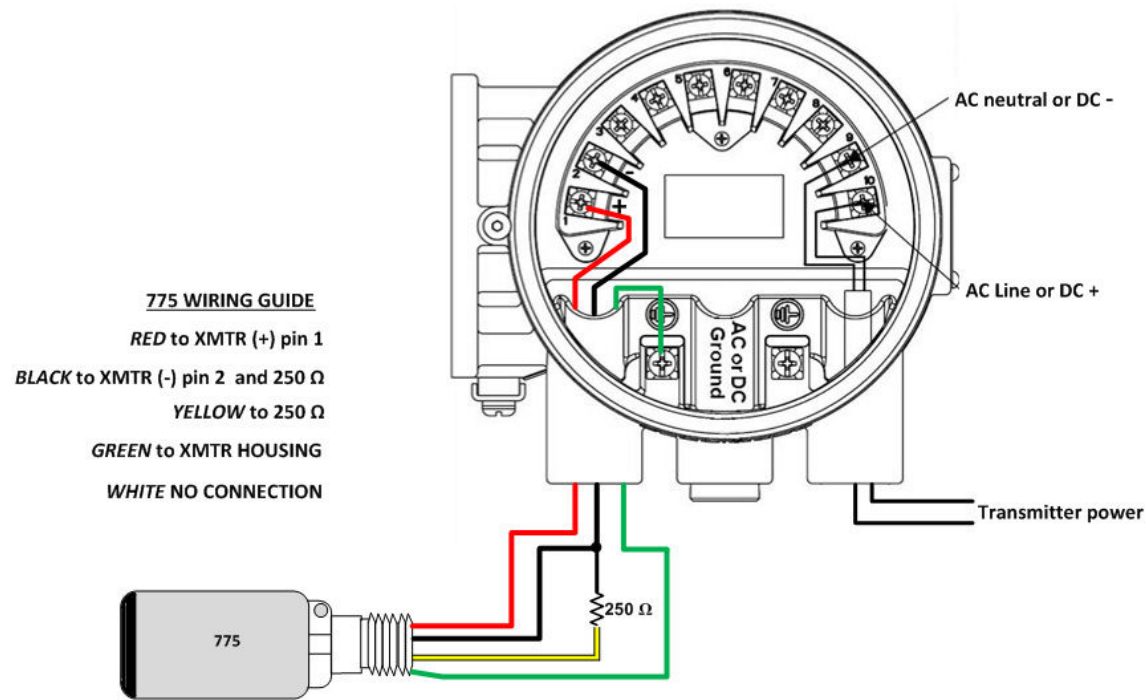 5
6
4
7
3
8
AC neutral or DC -
2
9
-
10
+
1
AC Line or DC +
775 WIRING GUIDE
RED to XMTR (+) pin 1
BLACK to XMTR (-) pin 2 and 250 Ω
YELLOW to 250 Ω
GREEN to XMTR HOUSING
WHITE NO CONNECTION
AC or DC
Ground
Transmitter power
250 Ω
775